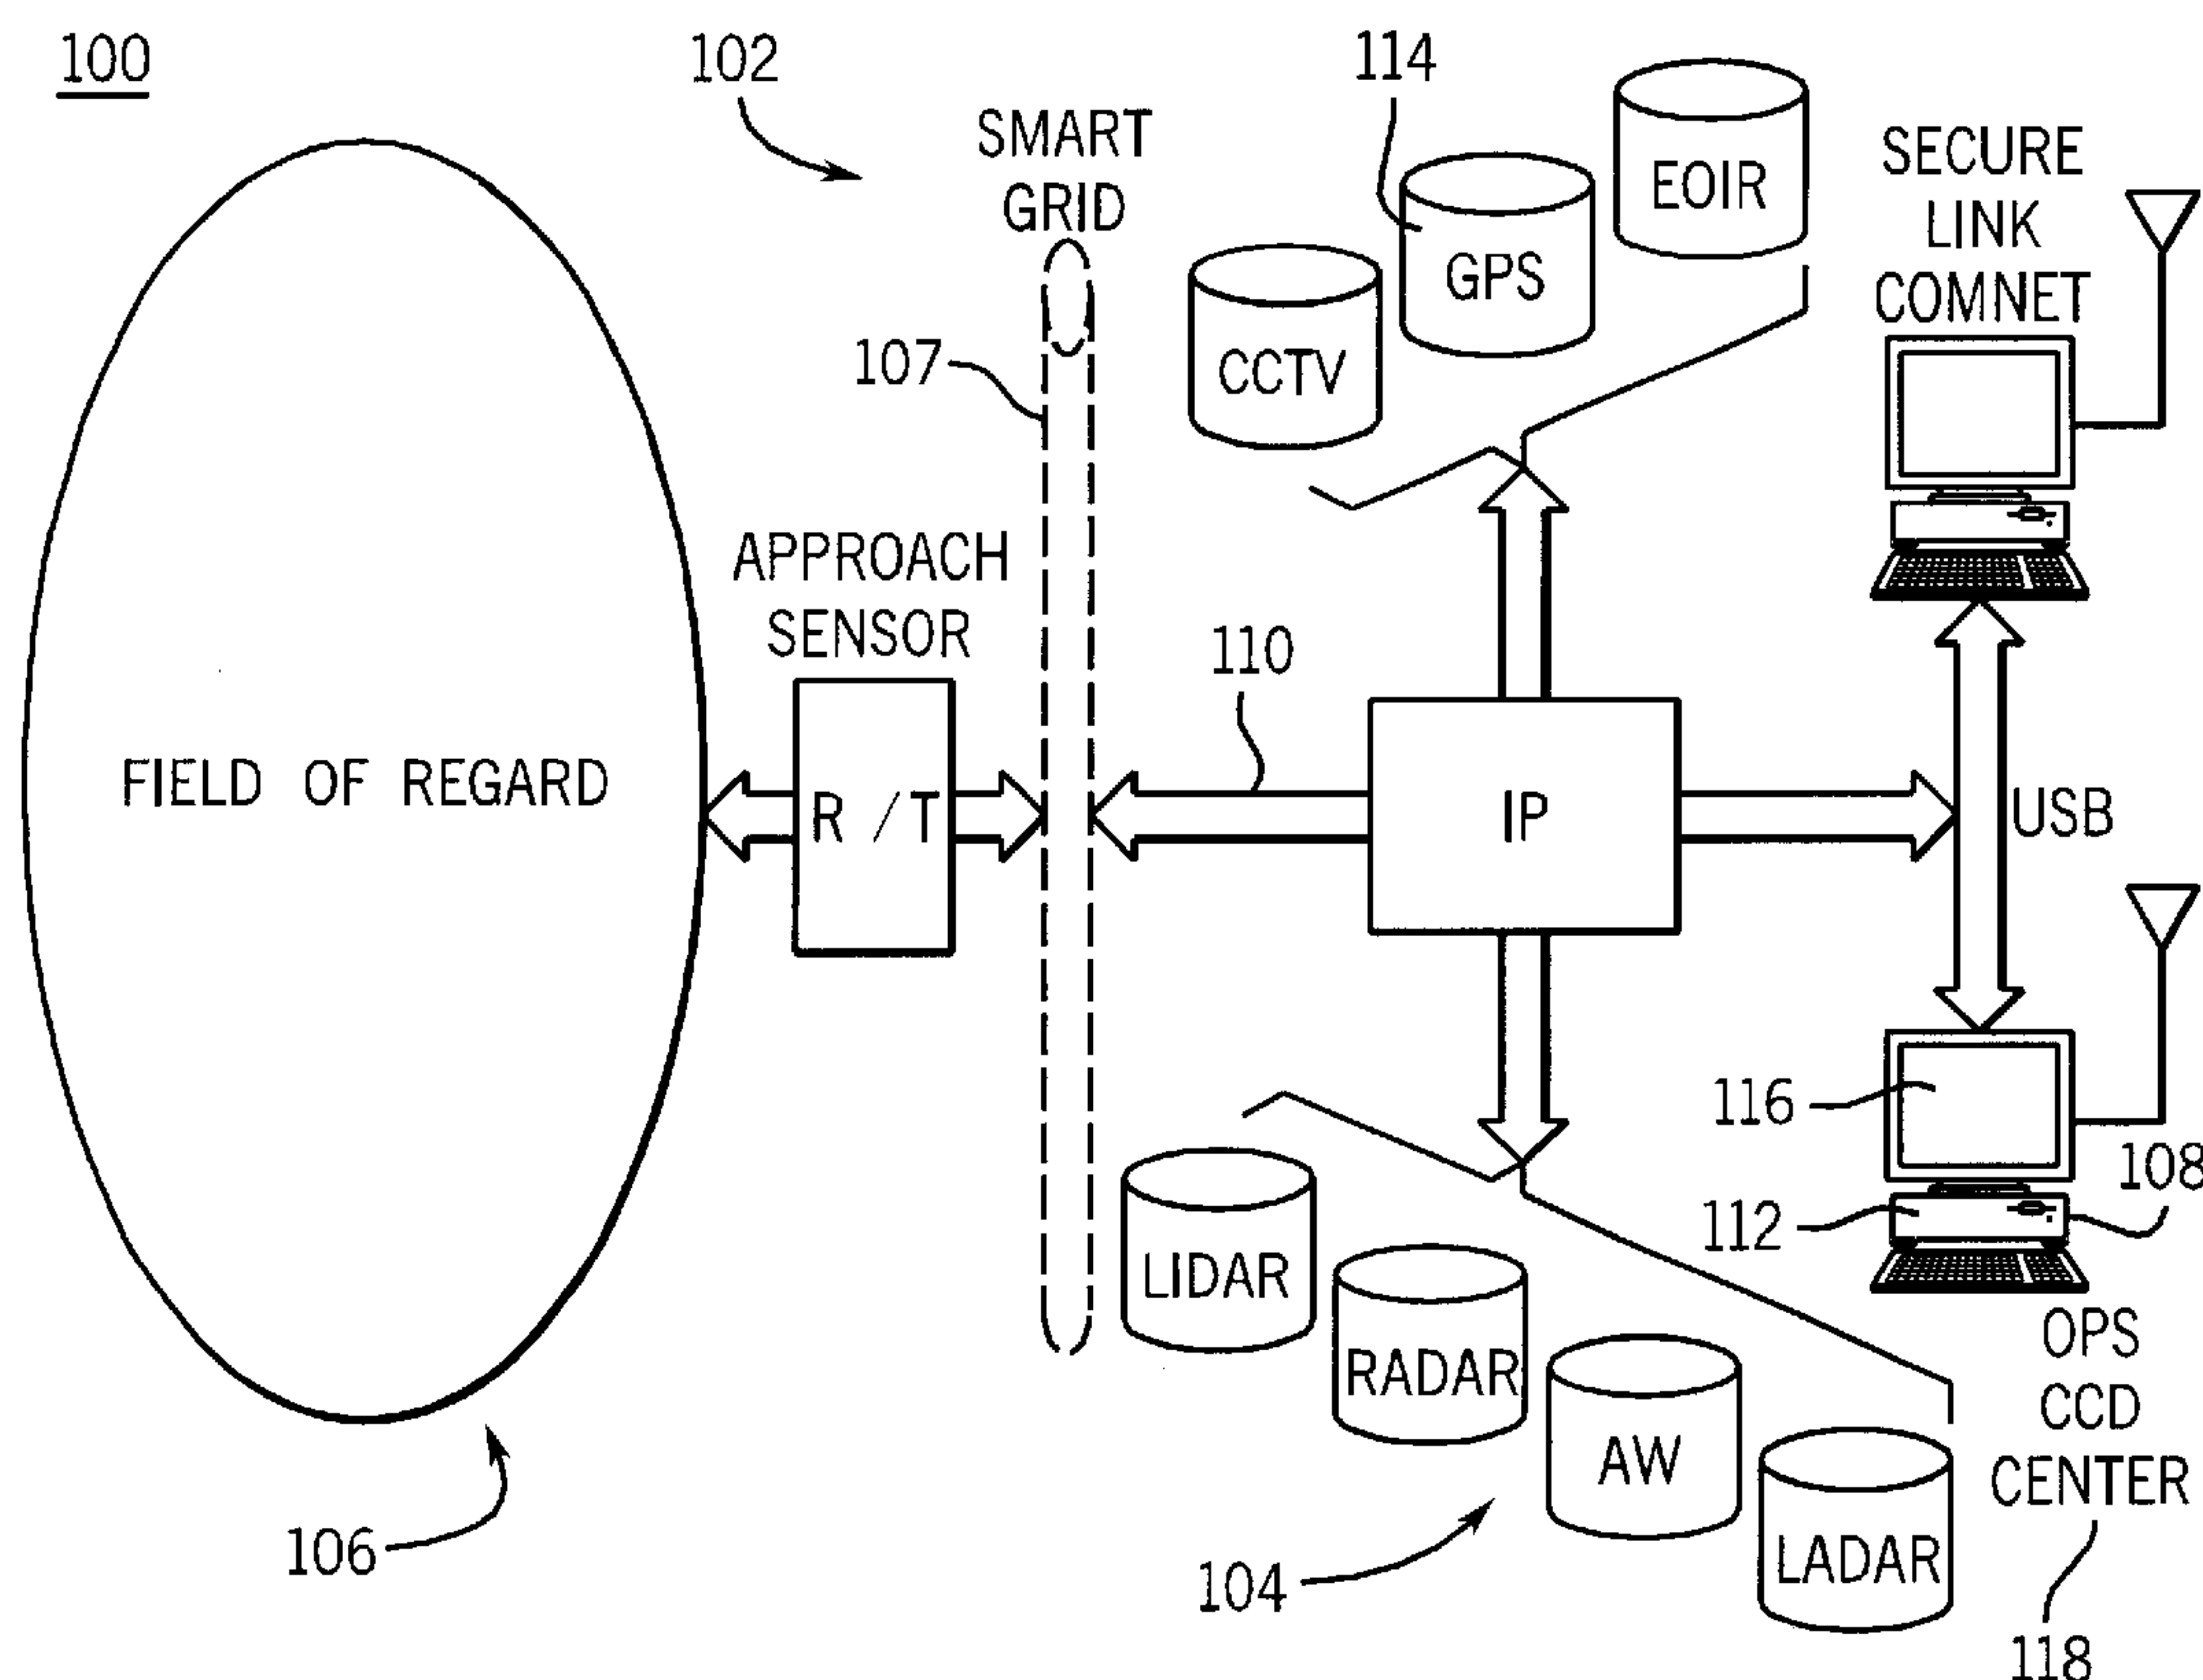 100
102
SMART
GRID
114
EOIR
GPS
CCTV
SECURE
LINK
COMNET
107
APPROACH
SENSOR
110
FIELD OF REGARD
R / T
IP
USB
116
108
112
LIDAR
RADAR
AW
LADAR
OPS
CCD
CENTER
106
104
118